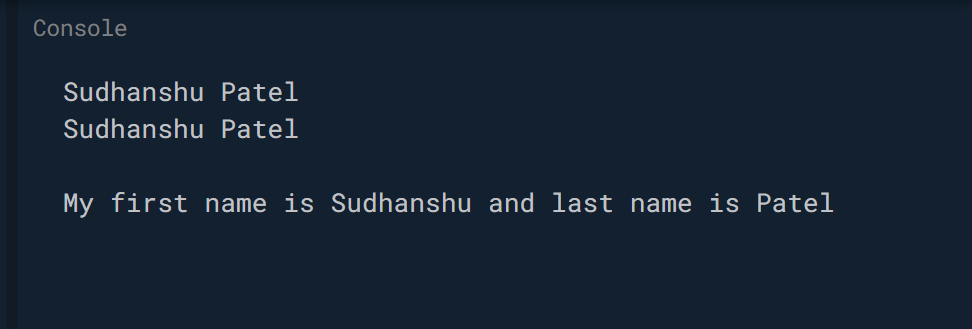 Console
Sudhanshu Patel
Sudhanshu Patel
My first name is Sudhanshu and last name is Patel